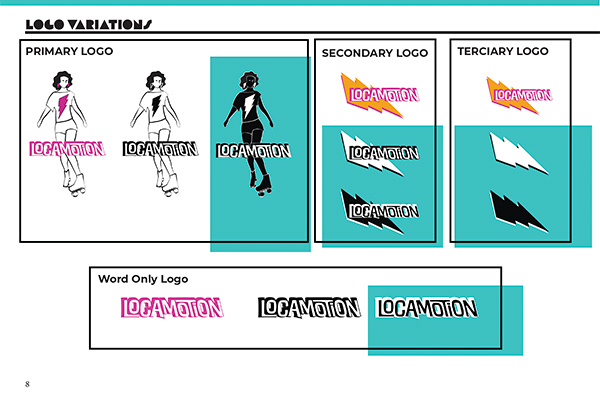 LOGO VARIATIONS
PRIMARY LOGO
LOCAMOTION
LOCAMOTION
LOCAMOTION
SECONDARY LOGO
LOCAMOTION
LOCAMOTION
LOCAMOTION
TERCIARY LOGO
LOCAMOTION
Word Only Logo
LOCAMOTION
LOCAMOTION
LOCAMOTION
8